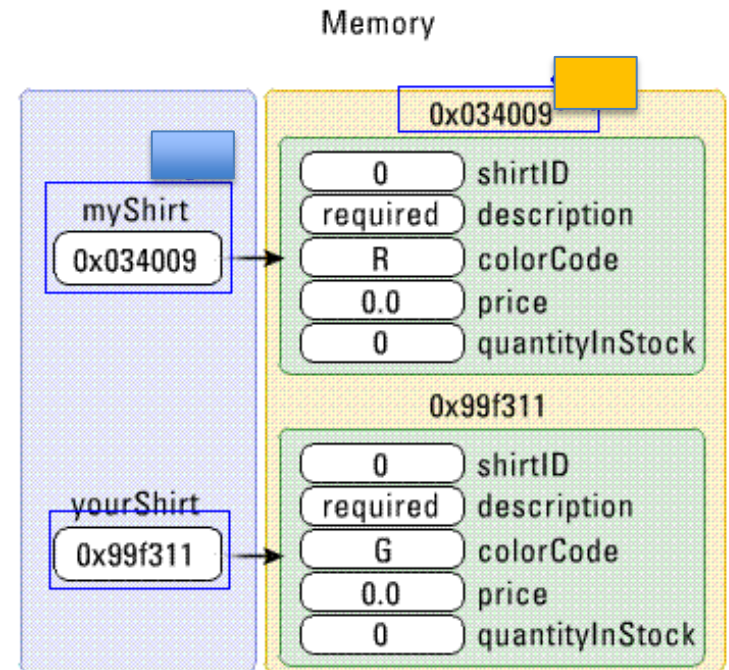 Memory
0x034009
myShirt
0x034009
0 shirtID
required description
R colorCode
0.0 price
0 quantityInStock
0x99f311
yourShirt
0x99f311
0 shirtID
required description
G colorCode
0.0 price
0 quantityInStock